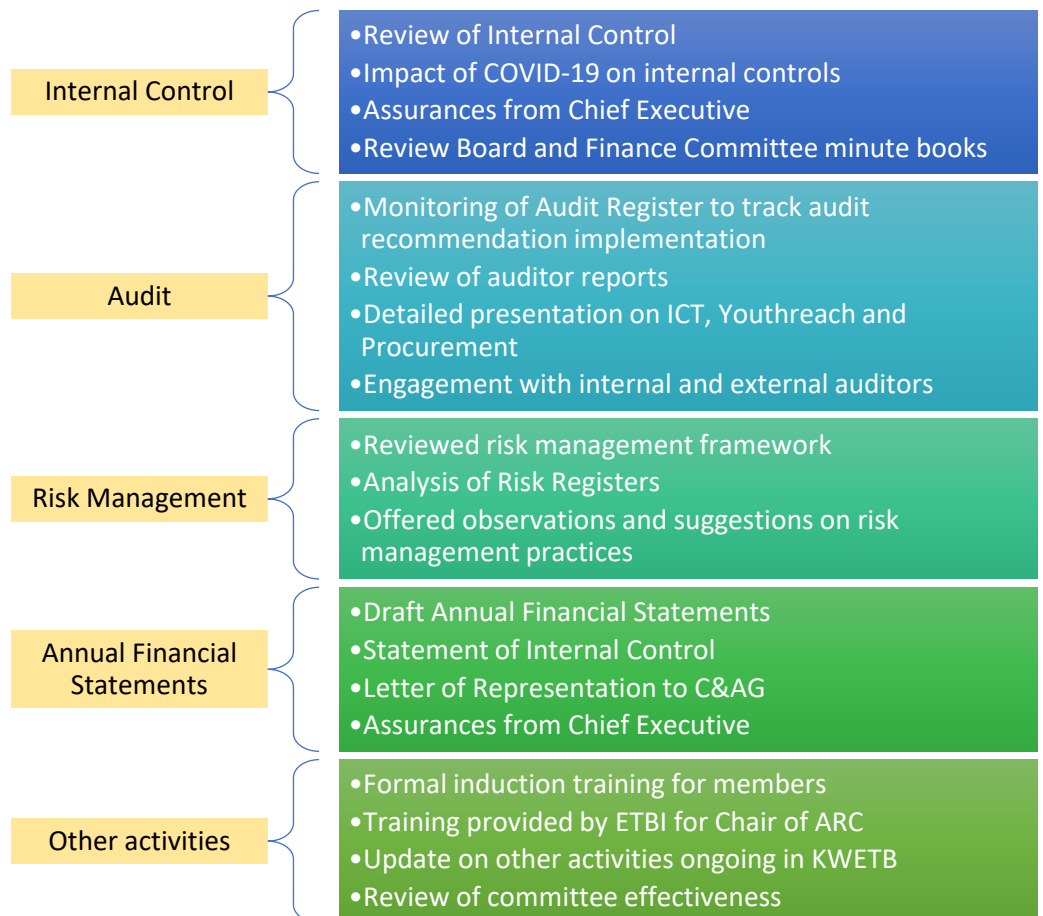 Internal Control
•Review of Internal Control
•Impact of COVID-19 on internal controls
•Assurances from Chief Executive
•Review Board and Finance Committee minute books
Audit
•Monitoring of Audit Register to track audit
recommendation implementation
•Review of auditor reports
•Detailed presentation on ICT, Youthreach and
Procurement
•Engagement with internal and external auditors
Risk Management
•Reviewed risk management framework
•Analysis of Risk Registers
•Offered observations and suggestions on risk
management practices
Annual Financial
Statements
•Draft Annual Financial Statements
•Statement of Internal Control
•Letter of Representation to C&AG
•Assurances from Chief Executive
Other activities
•Formal induction training for members
•Training provided by ETBI for Chair of ARC
•Update on other activities ongoing in KWETB
•Review of committee effectiveness